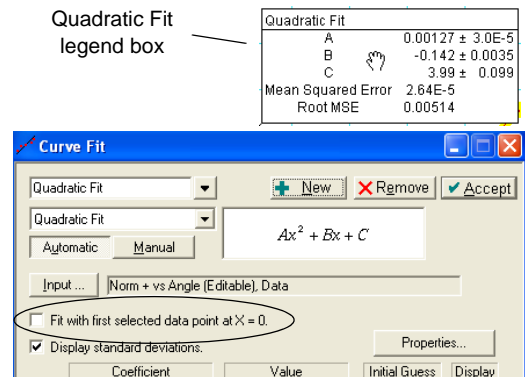 Quadratic Fit
legend box
Quadratic Fit
A 0.00127 ± 3.0E-5
B -0.142 ± 0.0035
C 3.99 ± 0.099
Mean Squared Error 2.64E-5
Root MSE 0.00514
Curve Fit
Quadratic Fit New Remove Accept
Quadratic Fit
Ax² + Bx + C
Automatic Manual
Input ... Norm + vs Angle (Editable), Data
Fit with first selected data point at X = 0.
Properties...
Display standard deviations.
Coefficient Value Initial Guess Display